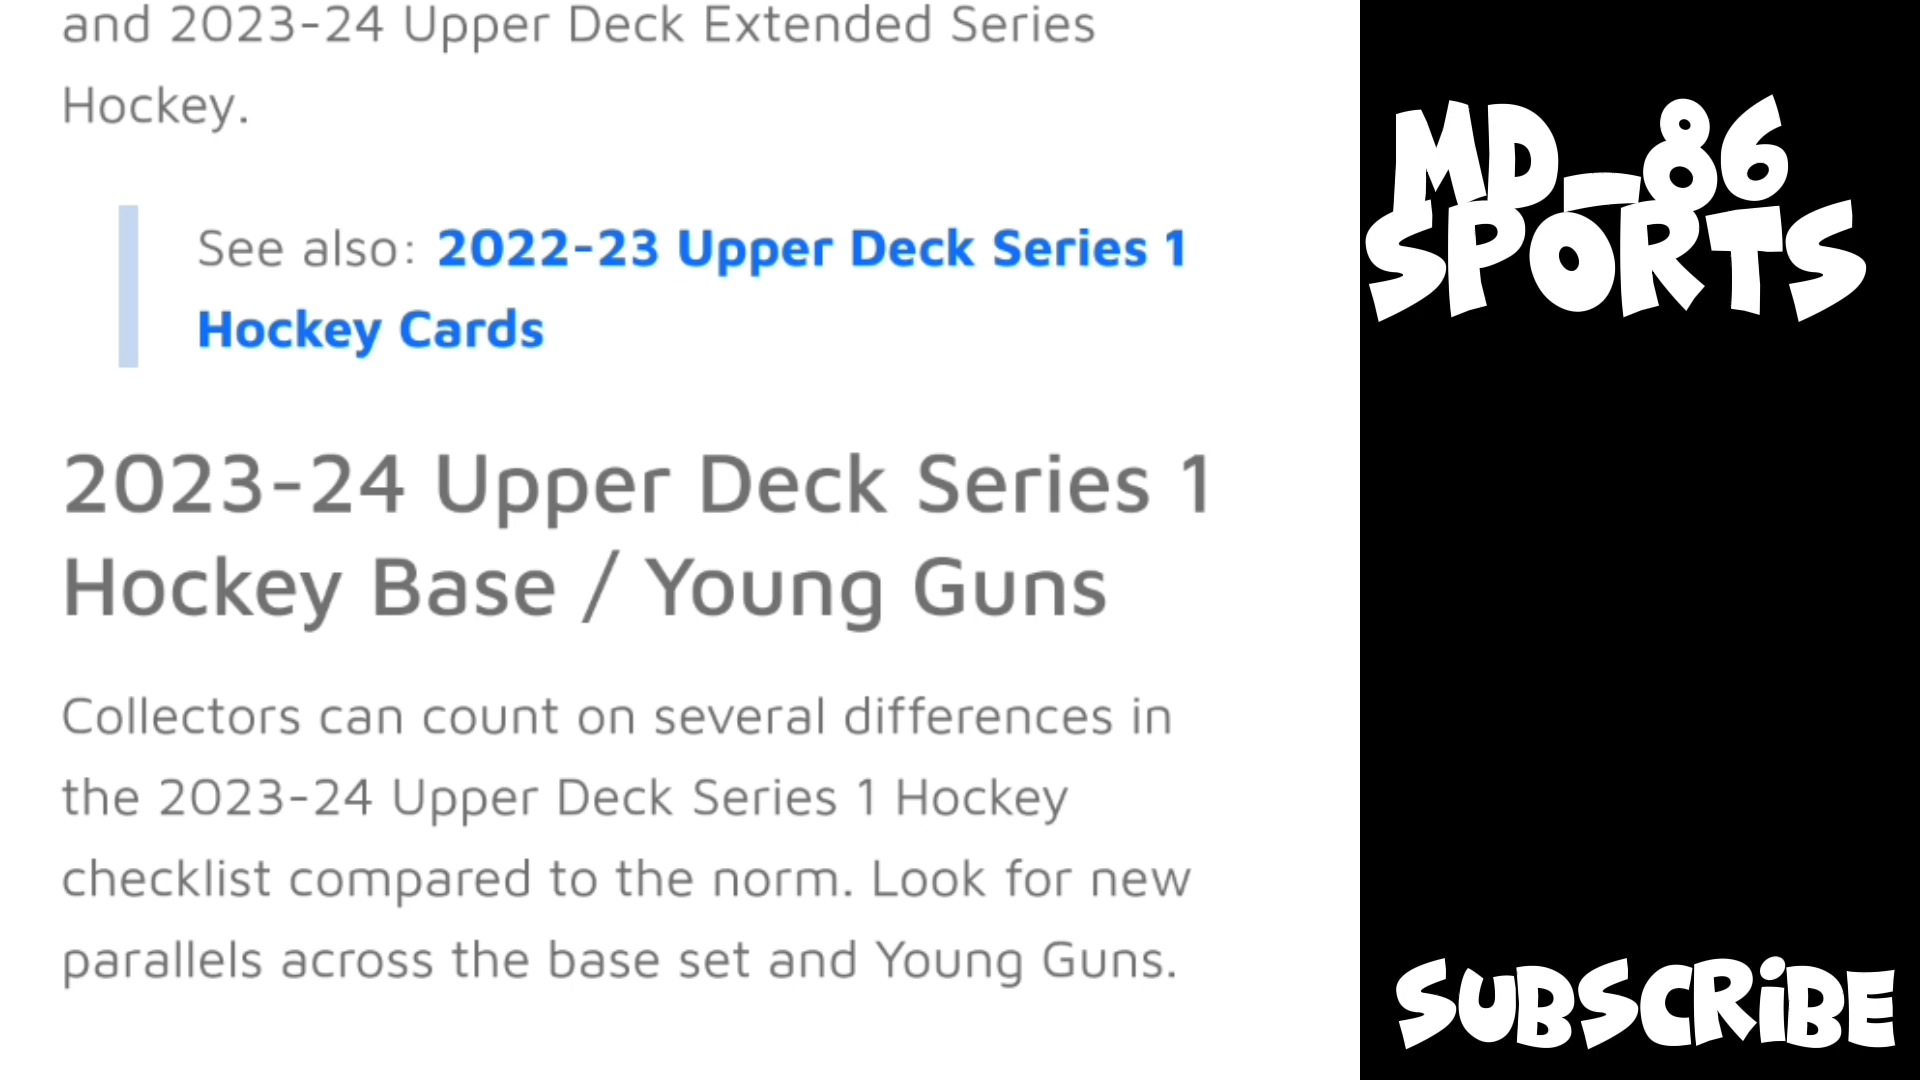 and 2023-24 Upper Deck Extended Series
Hockey.
See also: 2022-23 Upper Deck Series 1
Hockey Cards
2023-24 Upper Deck Series 1
Hockey Base / Young Guns
Collectors can count on several differences in
the 2023-24 Upper Deck Series 1 Hockey
checklist compared to the norm. Look for new
parallels across the base set and Young Guns.
MD_86
SPORTS
SUBSCRiBE